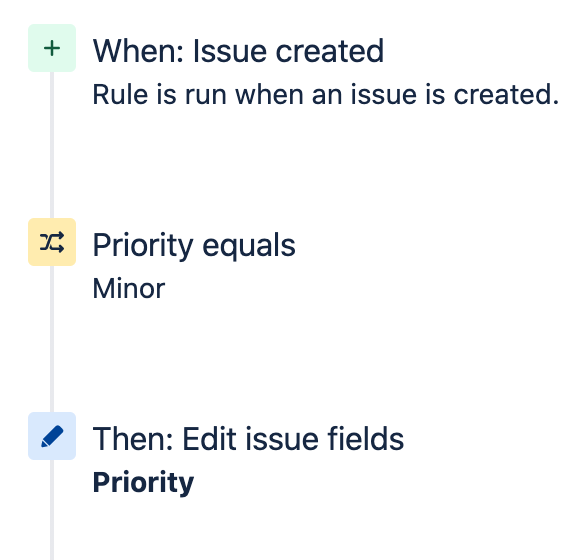 When: Issue created
Rule is run when an issue is created.
Priority equals
Minor
Then: Edit issue fields
Priority